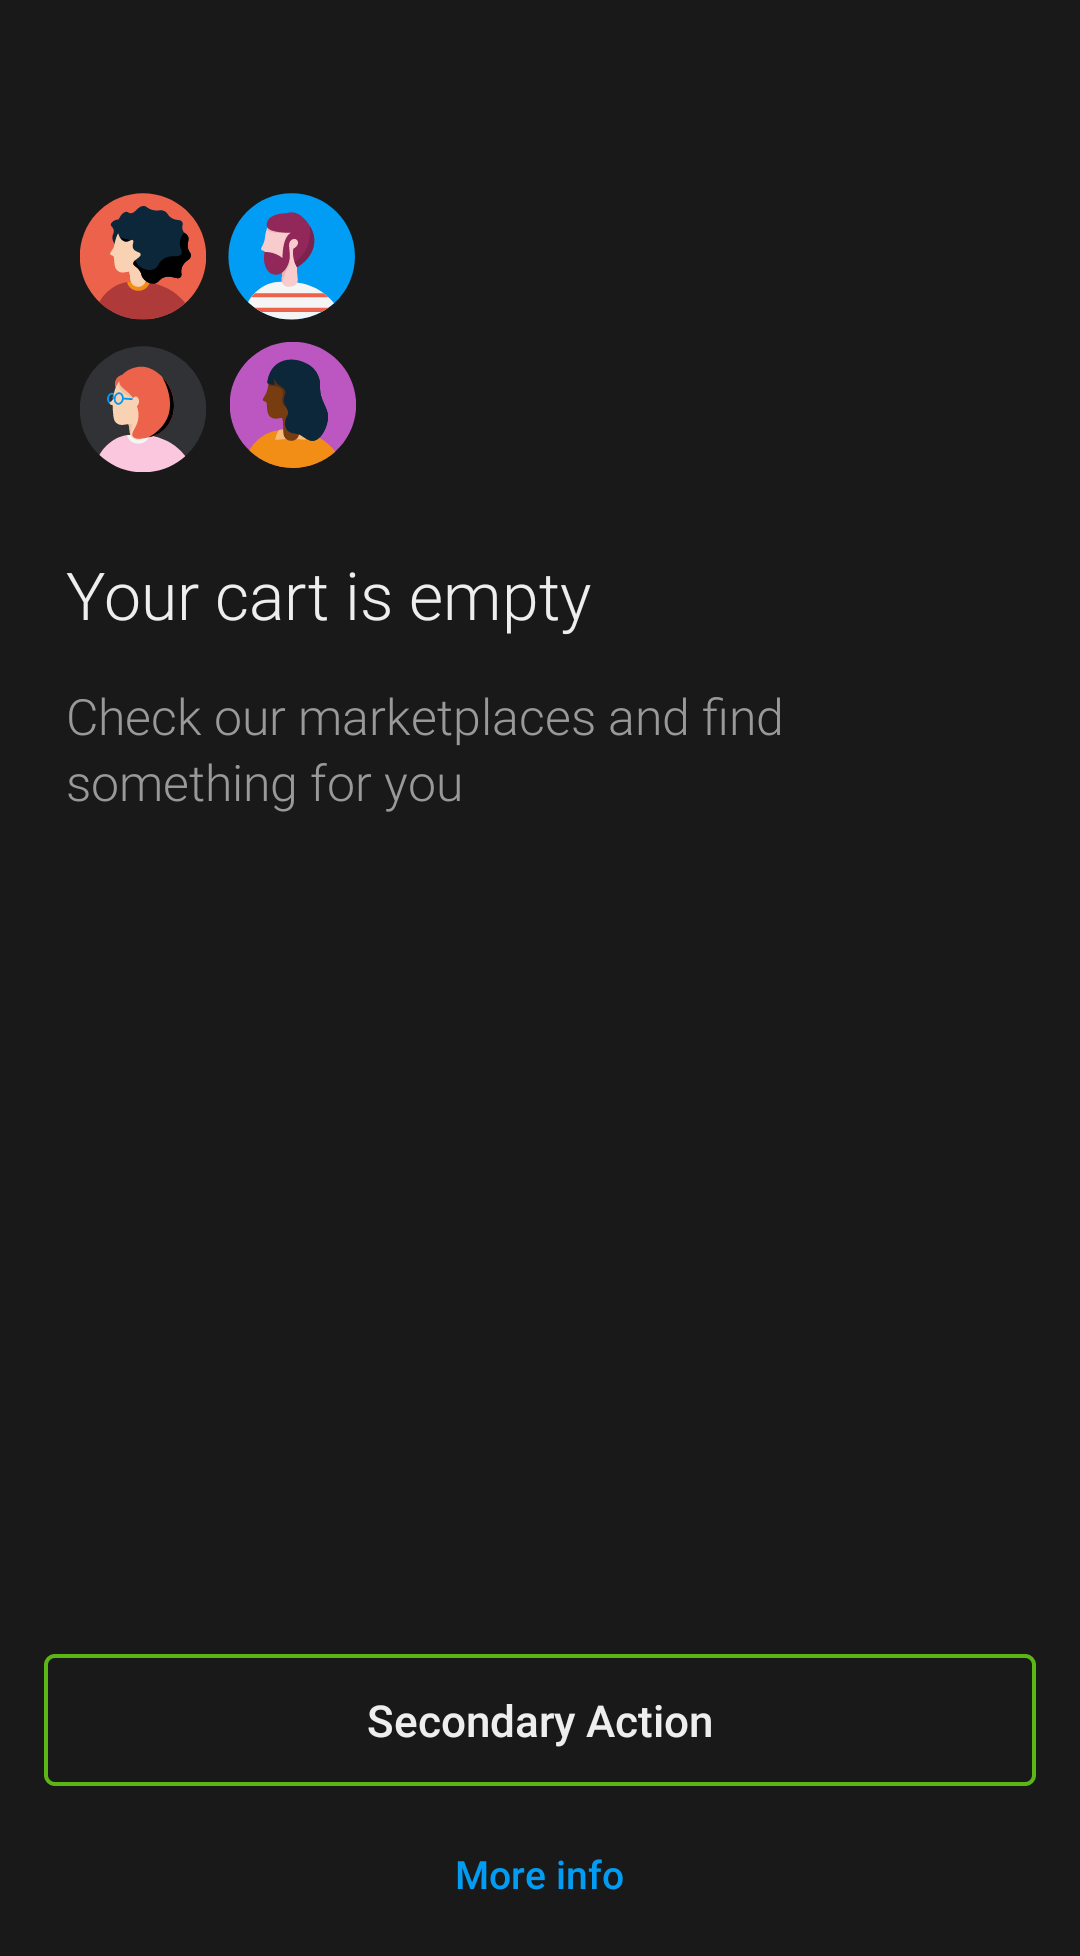 Your cart is empty
Check our marketplaces and find
something for you
Secondary Action
More info